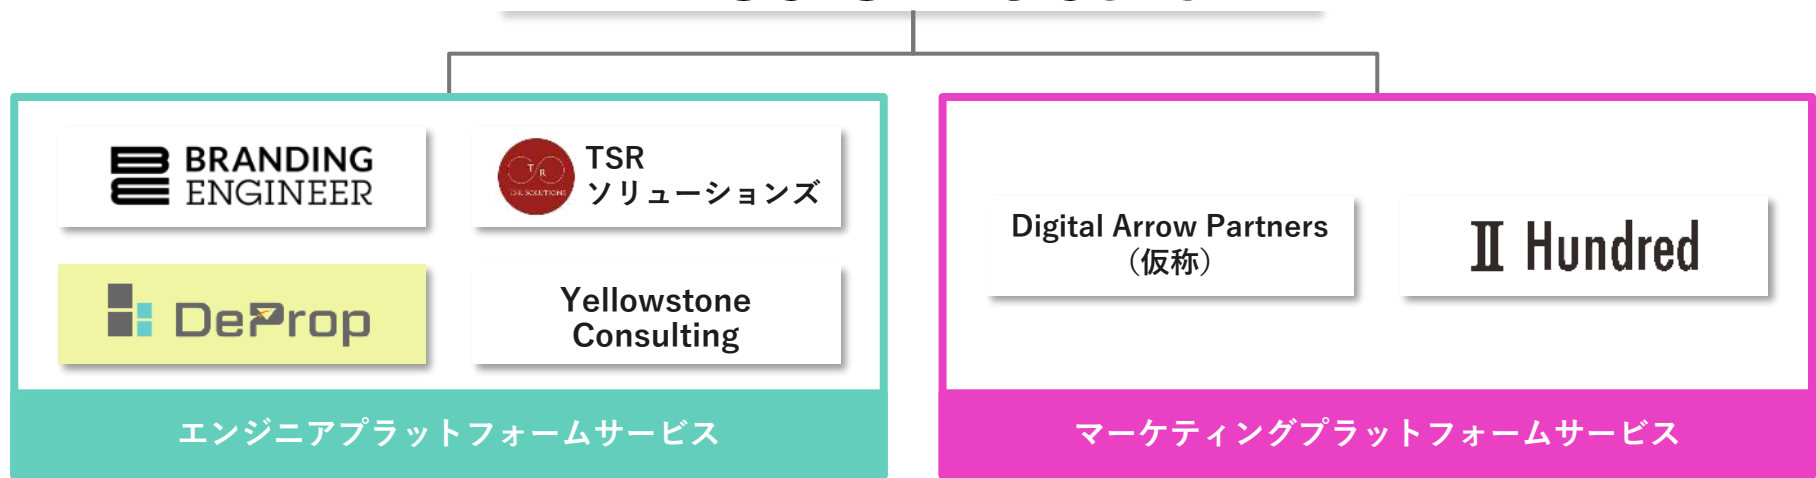 BRANDING
ENGINEER
TSR
ソリューションズ
TR
TSR SOLUTIONS
DeProp
Yellowstone
Consulting
エンジニアプラットフォームサービス
Digital Arrow Partners
（仮称）
II Hundred
マーケティングプラットフォームサービス